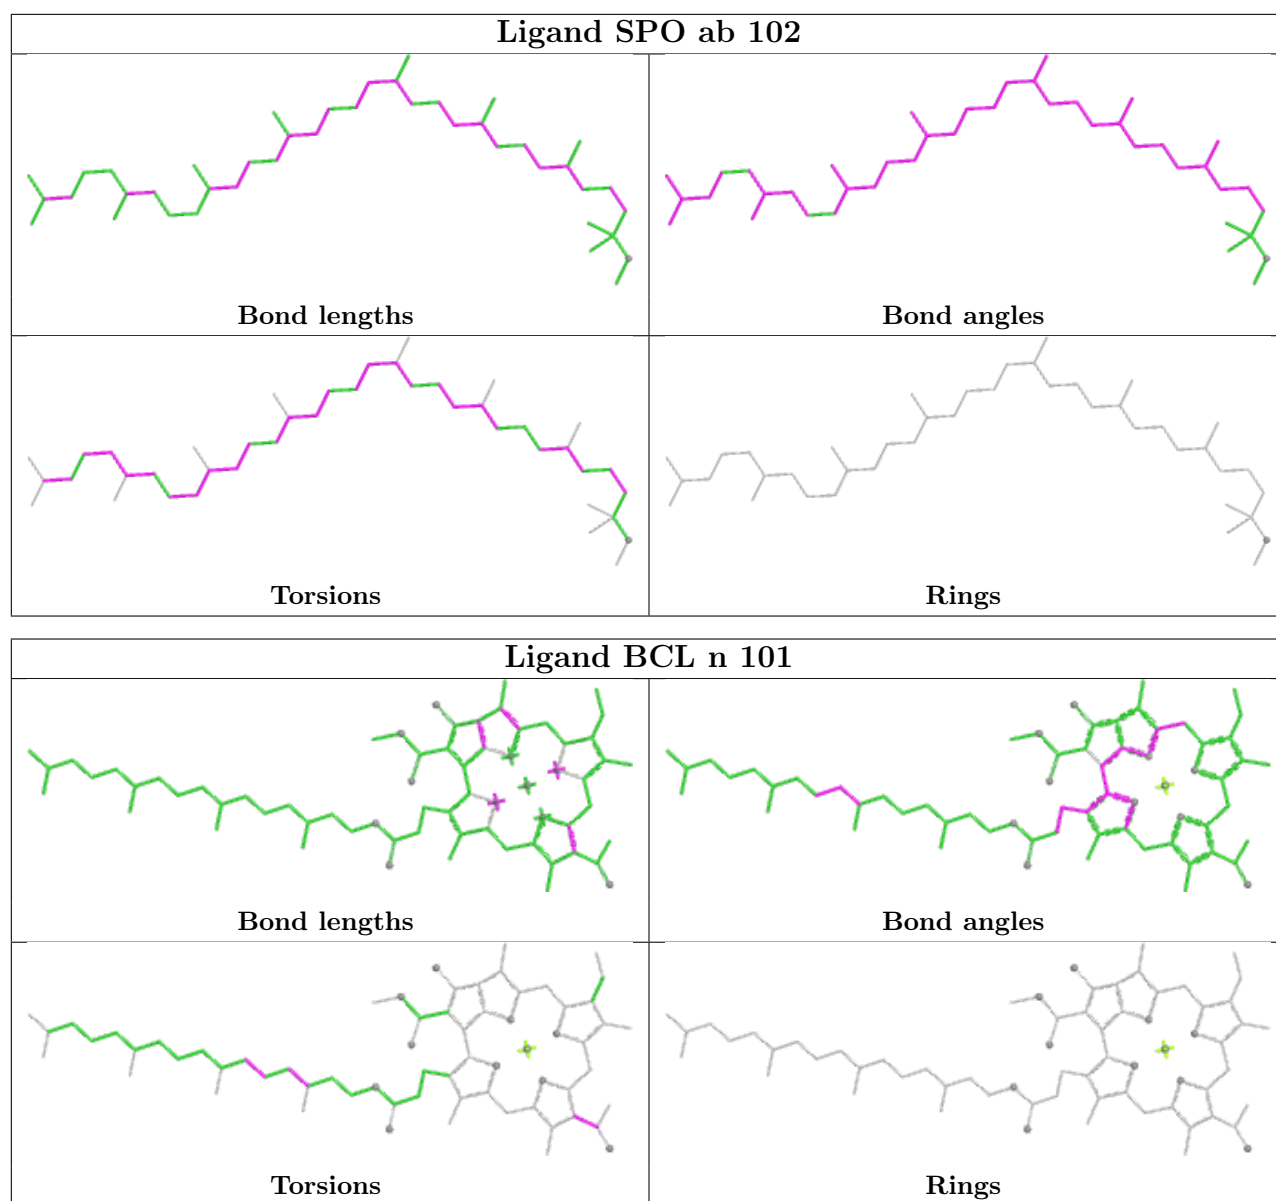 Ligand SPO ab 102
Bond lengths
Bond angles
Torsions
Rings
Ligand BCL n 101
Bond lengths
Bond angles
Torsions
Rings